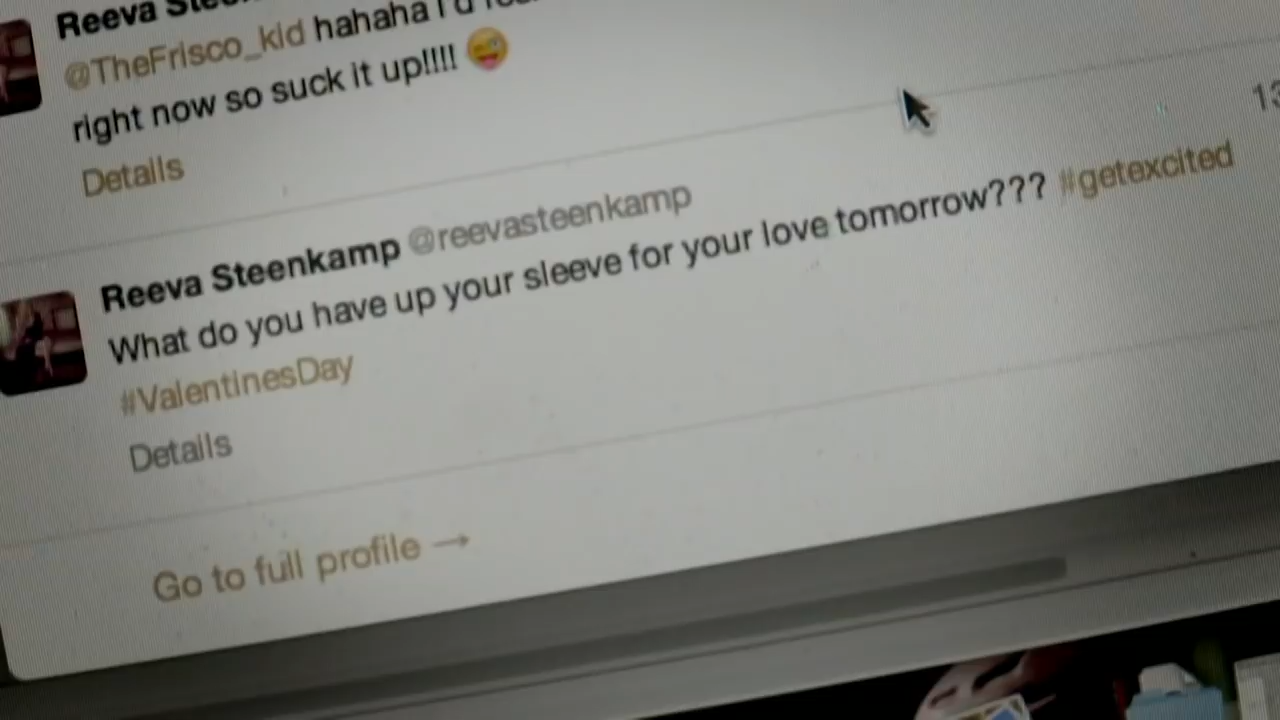 Reeva
@TheFrisco_kid hahaha I'd
right now so suck it up!!!!
Details
Reeva Steenkamp @reevasteenkamp
What do you have up your sleeve for your love tomorrow??? #getexcited
#ValentinesDay
Details
Go to full profile →